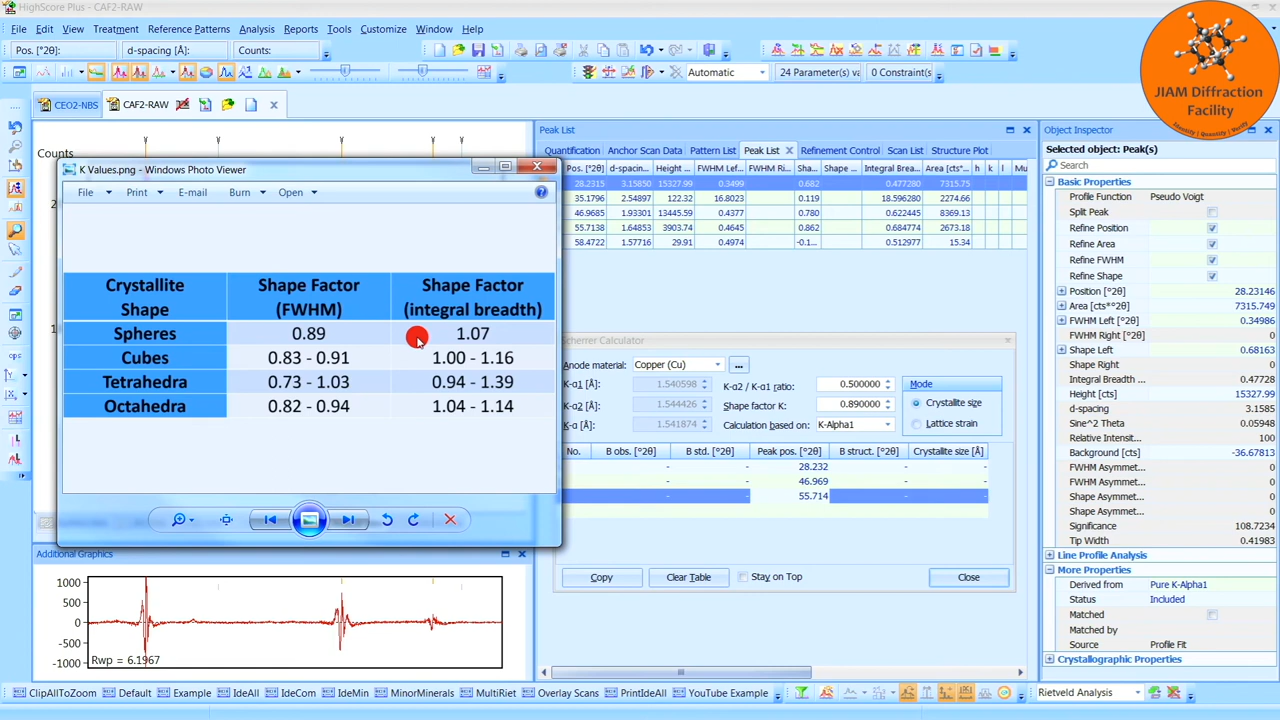 HighScore Plus - CAF2-RAW
File Edit View Treatment Reference Patterns Analysis Reports Tools Customize Window Help
Pos. [°2θ]: d-spacing [Å]: Counts:
Automatic 24 Parameter(s) va 0 Constraint(s)
CEO2-NBS CAF2-RAW
JIAM Diffraction
Facility
Identify | Quantify | Verify
Counts
K Values.png - Windows Photo Viewer
File Print E-mail Burn Open
Crystallite Shape Shape Factor (FWHM) Shape Factor (integral breadth)
Spheres 0.89 1.07
Cubes 0.83 - 0.91 1.00 - 1.16
Tetrahedra 0.73 - 1.03 0.94 - 1.39
Octahedra 0.82 - 0.94 1.04 - 1.14
Additional Graphics
1000
500
0
-500
-1000
Rwp = 6.1967
Peak List
Quantification Anchor Scan Data Pattern List Peak List Refinement Control Scan List Structure Plot
Pos. [°2θ] d-spacing [Å] Height ... FWHM Lef... FWHM Ri... Sha... Shape ... Integral Brea... Area [cts*... h k l Mu
28.2315 3.15850 15327.99 0.3499 0.682 0.477280 7315.75
35.1796 2.54897 122.32 16.8023 0.119 18.596280 2274.66
46.9685 1.93301 13445.59 0.4377 0.780 0.622445 8369.13
55.7138 1.64853 3903.74 0.4645 0.862 0.684774 2673.18
58.4722 1.57716 29.91 0.4974 -0.1... 0.512977 15.34
Scherrer Calculator
Anode material: Copper (Cu) ...
K-α1 [Å]: 1.540598 K-α2 / K-α1 ratio: 0.500000 Mode
K-α2 [Å]: 1.544426 Shape factor K: 0.890000 Crystallite size
K-α [Å]: 1.541874 Calculation based on: K-Alpha1 Lattice strain
No. B obs. [°2θ] B std. [°2θ] Peak pos. [°2θ] B struct. [°2θ] Crystallite size [Å]
- - 28.232 - -
- - 46.969 - -
- - 55.714 - -
Copy Clear Table Stay on Top Close
Object Inspector
Selected object: Peak(s)
Search
Basic Properties
Profile Function Pseudo Voigt
Split Peak
Refine Position
Refine Area
Refine FWHM
Refine Shape
Position [°2θ] 28.23146
Area [cts*°2θ] 7315.749
FWHM Left [°2θ] 0.34986
FWHM Right [°2θ]
Shape Left 0.68163
Shape Right
Integral Breadth ... 0.47728
Height [cts] 15327.99
d-spacing 3.1585
Sine^2 Theta 0.05948
Relative Intensit... 100
Background [cts] -36.67813
FWHM Asymmet...
FWHM Asymmet...
Shape Asymmet...
Shape Asymmet...
Significance 108.7234
Tip Width 0.41983
Line Profile Analysis
More Properties
Derived from Pure K-Alpha1
Status Included
Matched
Matched by
Source Profile Fit
Crystallographic Properties
ClipAllToZoom Default Example IdeAll IdeCom IdeMin MinorMinerals MultiRiet Overlay Scans PrintIdeAll YouTube Example Rietveld Analysis